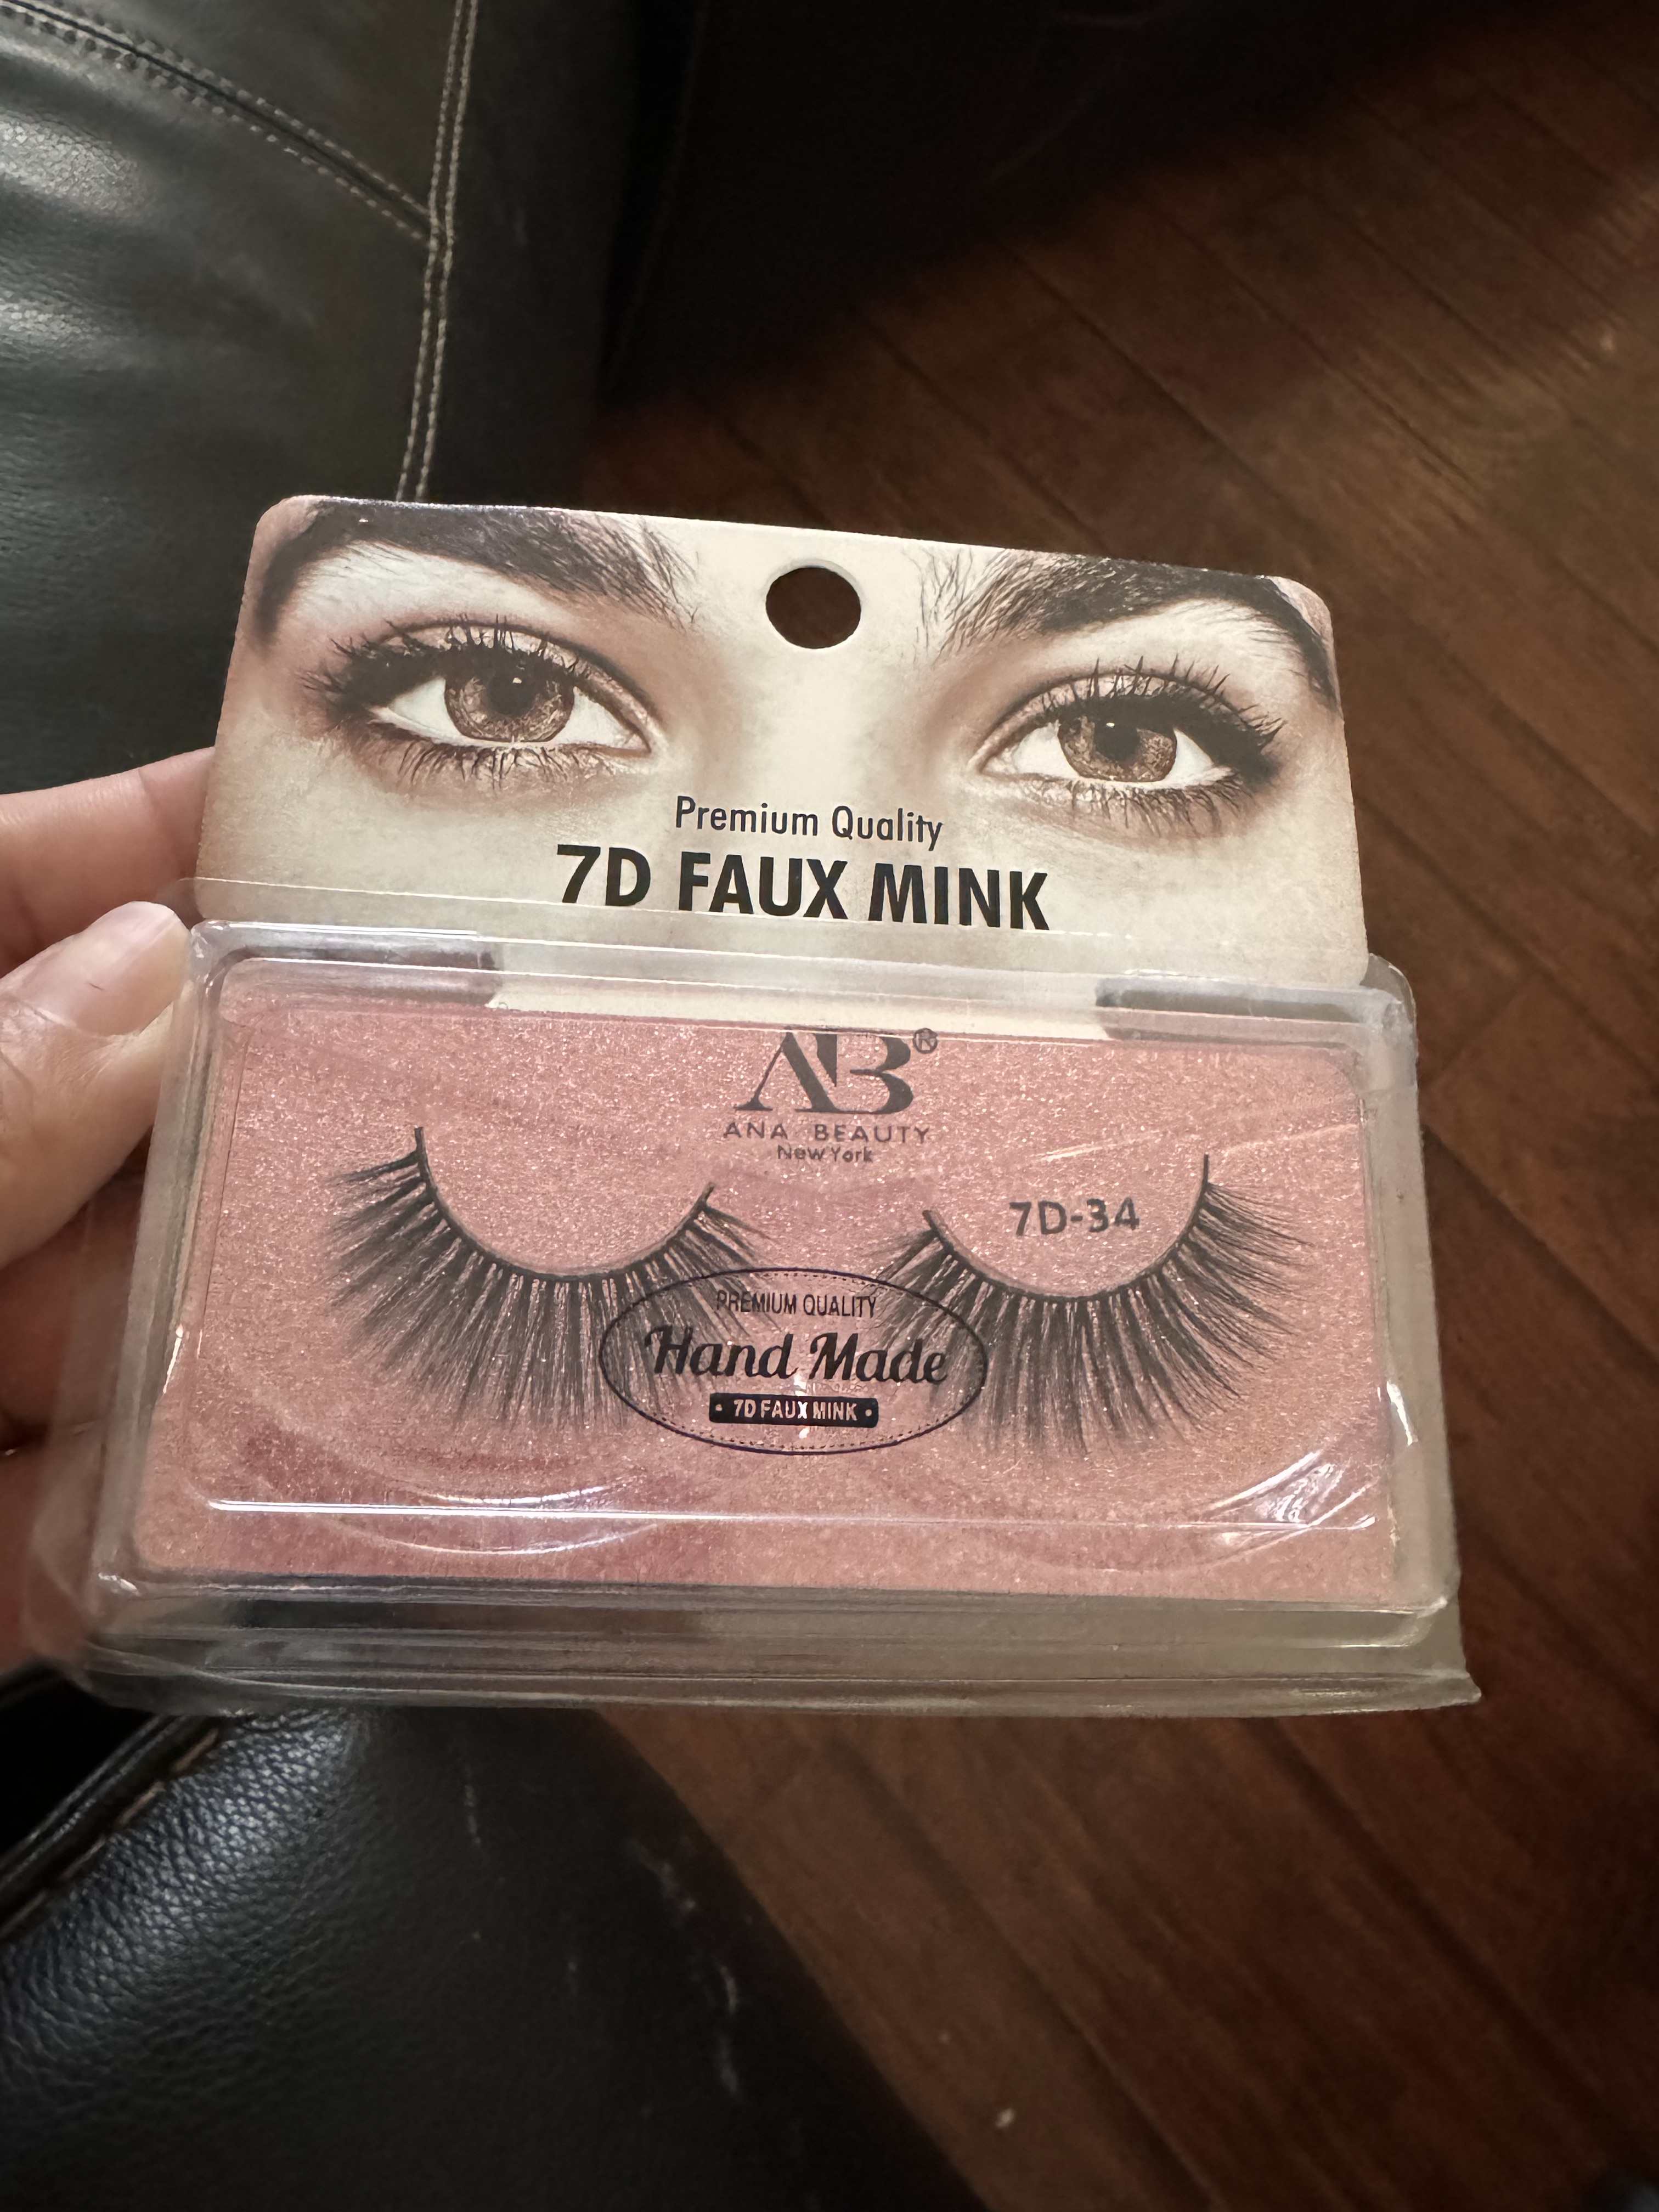 Premium Quality
7D FAUX MINK
AB®
ANA BEAUTY
New York
7D-34
PREMIUM QUALITY
Hand Made
• 7D FAUX MINK •